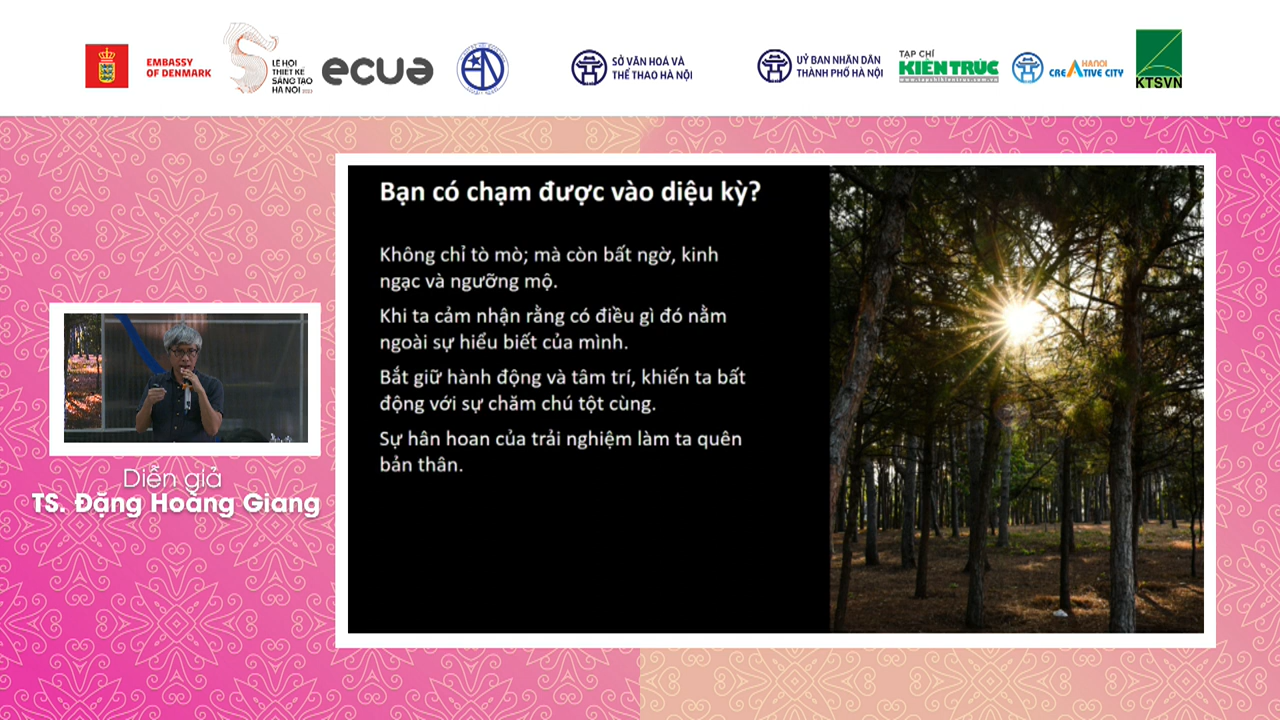 EMBASSY
OF DENMARK
LỄ HỘI
THIẾT KẾ
SÁNG TẠO
HÀ NỘI 2023
ecua
SỞ VĂN HOÁ VÀ
THỂ THAO HÀ NỘI
UỶ BAN NHÂN DÂN
THÀNH PHỐ HÀ NỘI
TẠP CHÍ
KIẾN TRÚC
www.tapchikientruc.com.vn
HANOI
CREATIVE CITY
KTSVN
Bạn có chạm được vào diệu kỳ?
Không chỉ tò mò; mà còn bất ngờ, kinh
ngạc và ngưỡng mộ.
Khi ta cảm nhận rằng có điều gì đó nằm
ngoài sự hiểu biết của mình.
Bắt giữ hành động và tâm trí, khiến ta bất
động với sự chăm chú tột cùng.
Sự hân hoan của trải nghiệm làm ta quên
bản thân.
Diễn giả
TS. Đặng Hoàng Giang